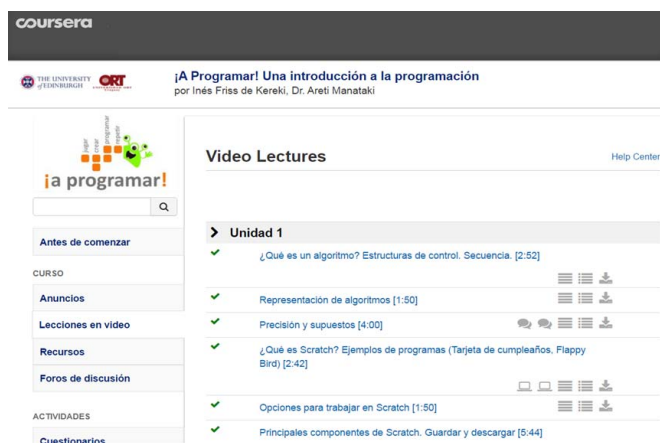 coursera
THE UNIVERSITY
of EDINBURGH
ORT
¡A Programar! Una introducción a la programación
por Inés Friss de Kereki, Dr. Areti Manataki
jugar
crear
programar
repetir
¡a programar!
Video Lectures
Help Center
Unidad 1
Antes de comenzar
¿Qué es un algoritmo? Estructuras de control. Secuencia. [2:52]
CURSO
Anuncios
Representación de algoritmos [1:50]
Lecciones en video
Precisión y supuestos [4:00]
Recursos
¿Qué es Scratch? Ejemplos de programas (Tarjeta de cumpleaños, Flappy
Bird) [2:42]
Foros de discusión
ACTIVIDADES
Opciones para trabajar en Scratch [1:50]
Cuestionarios
Principales componentes de Scratch. Guardar y descargar [5:44]